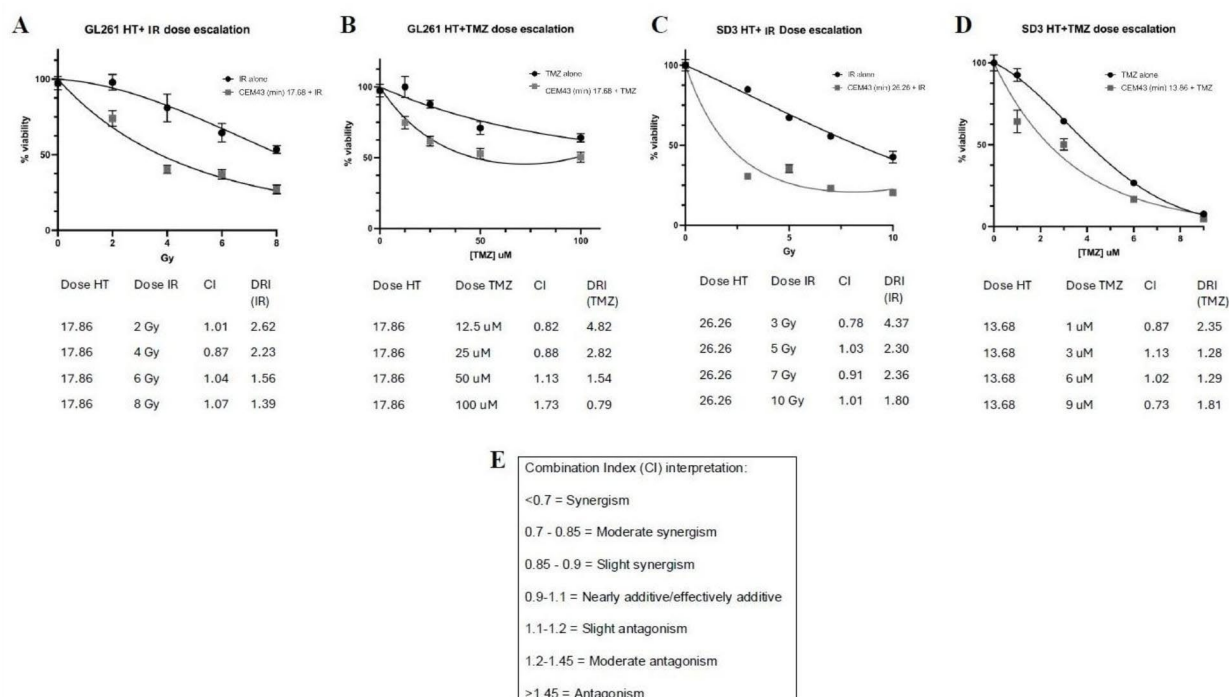 A
GL261 HT+ IR dose escalation
IR alone
CEM43 (min) 17.68 + IR
% viability
100
50
0
0 2 4 6 8
Gy
Dose HT Dose IR CI DRI (IR)
17.86 2 Gy 1.01 2.62
17.86 4 Gy 0.87 2.23
17.86 6 Gy 1.04 1.56
17.86 8 Gy 1.07 1.39
B
GL261 HT+TMZ dose escalation
TMZ alone
CEM43 (min) 17.68 + TMZ
% viability
100
50
0
0 50 100
[TMZ] uM
Dose HT Dose TMZ CI DRI (TMZ)
17.86 12.5 uM 0.82 4.82
17.86 25 uM 0.88 2.82
17.86 50 uM 1.13 1.54
17.86 100 uM 1.73 0.79
C
SD3 HT+ IR Dose escalation
IR alone
CEM43 (min) 26.26 + IR
% viability
100
50
0
0 5 10
Gy
Dose HT Dose IR CI DRI (IR)
26.26 3 Gy 0.78 4.37
26.26 5 Gy 1.03 2.30
26.26 7 Gy 0.91 2.36
26.26 10 Gy 1.01 1.80
D
SD3 HT+TMZ dose escalation
TMZ alone
CEM43 (min) 13.86 + TMZ
% viability
100
50
0
0 2 4 6 8
[TMZ] uM
Dose HT Dose TMZ CI DRI (TMZ)
13.68 1 uM 0.87 2.35
13.68 3 uM 1.13 1.28
13.68 6 uM 1.02 1.29
13.68 9 uM 0.73 1.81
E
Combination Index (CI) interpretation:
<0.7 = Synergism
0.7 - 0.85 = Moderate synergism
0.85 - 0.9 = Slight synergism
0.9-1.1 = Nearly additive/effectively additive
1.1-1.2 = Slight antagonism
1.2-1.45 = Moderate antagonism
>1.45 = Antagonism